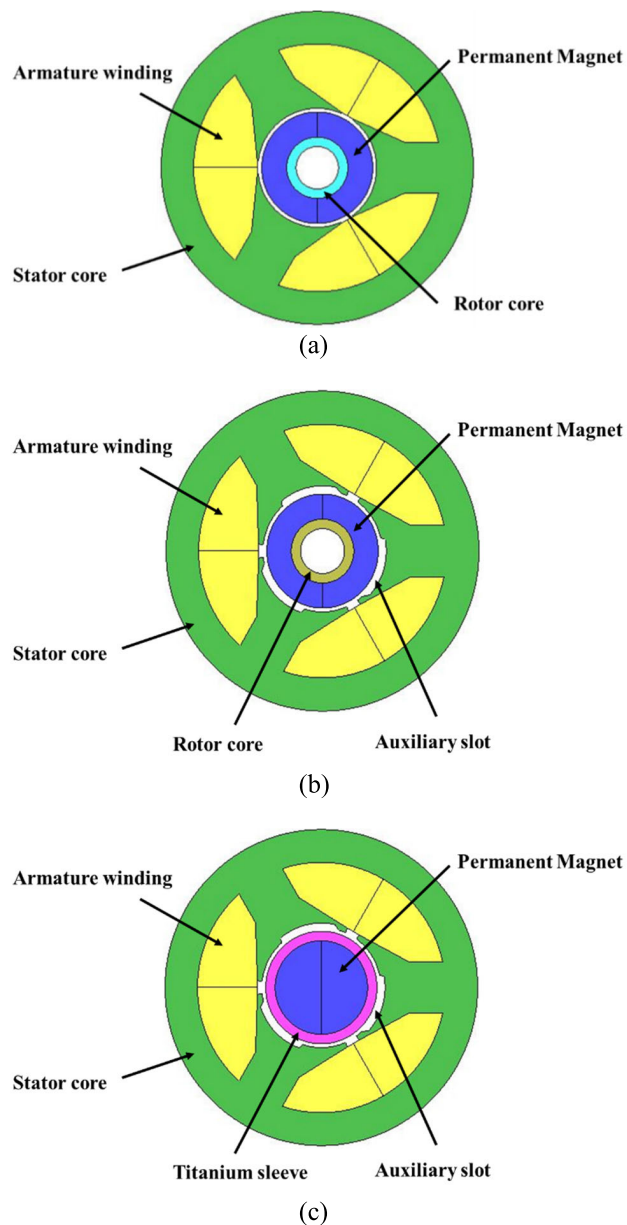 Permanent Magnet
Armature winding
Stator core
Rotor core
(a)
Permanent Magnet
Armature winding
Stator core
Rotor core
Auxiliary slot
(b)
Permanent Magnet
Armature winding
Stator core
Titanium sleeve
Auxiliary slot
(c)